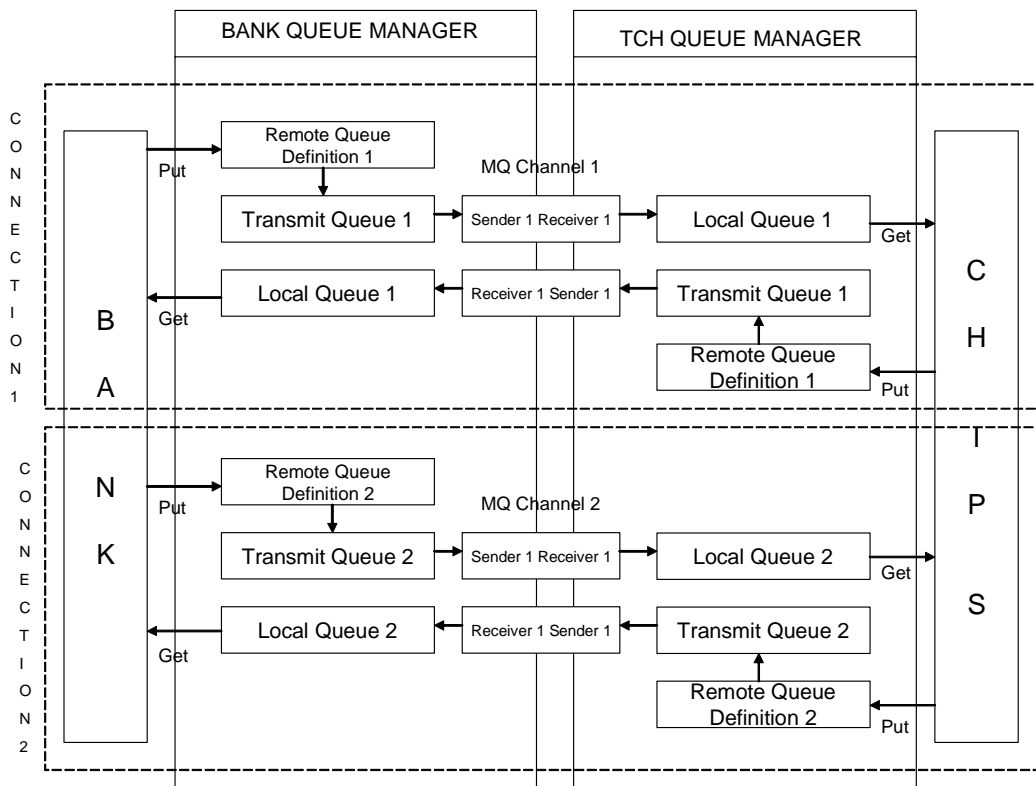 BANK QUEUE MANAGER
TCH QUEUE MANAGER
CONNECTION1
BANK
CHIPS
Put
Remote Queue
Definition 1
MQ Channel 1
Transmit Queue 1
Sender 1 Receiver 1
Local Queue 1
Get
Get
Local Queue 1
Receiver 1 Sender 1
Transmit Queue 1
Remote Queue
Definition 1
Put
CONNECTION2
Put
Remote Queue
Definition 2
MQ Channel 2
Transmit Queue 2
Sender 1 Receiver 1
Local Queue 2
Get
Get
Local Queue 2
Receiver 1 Sender 1
Transmit Queue 2
Remote Queue
Definition 2
Put